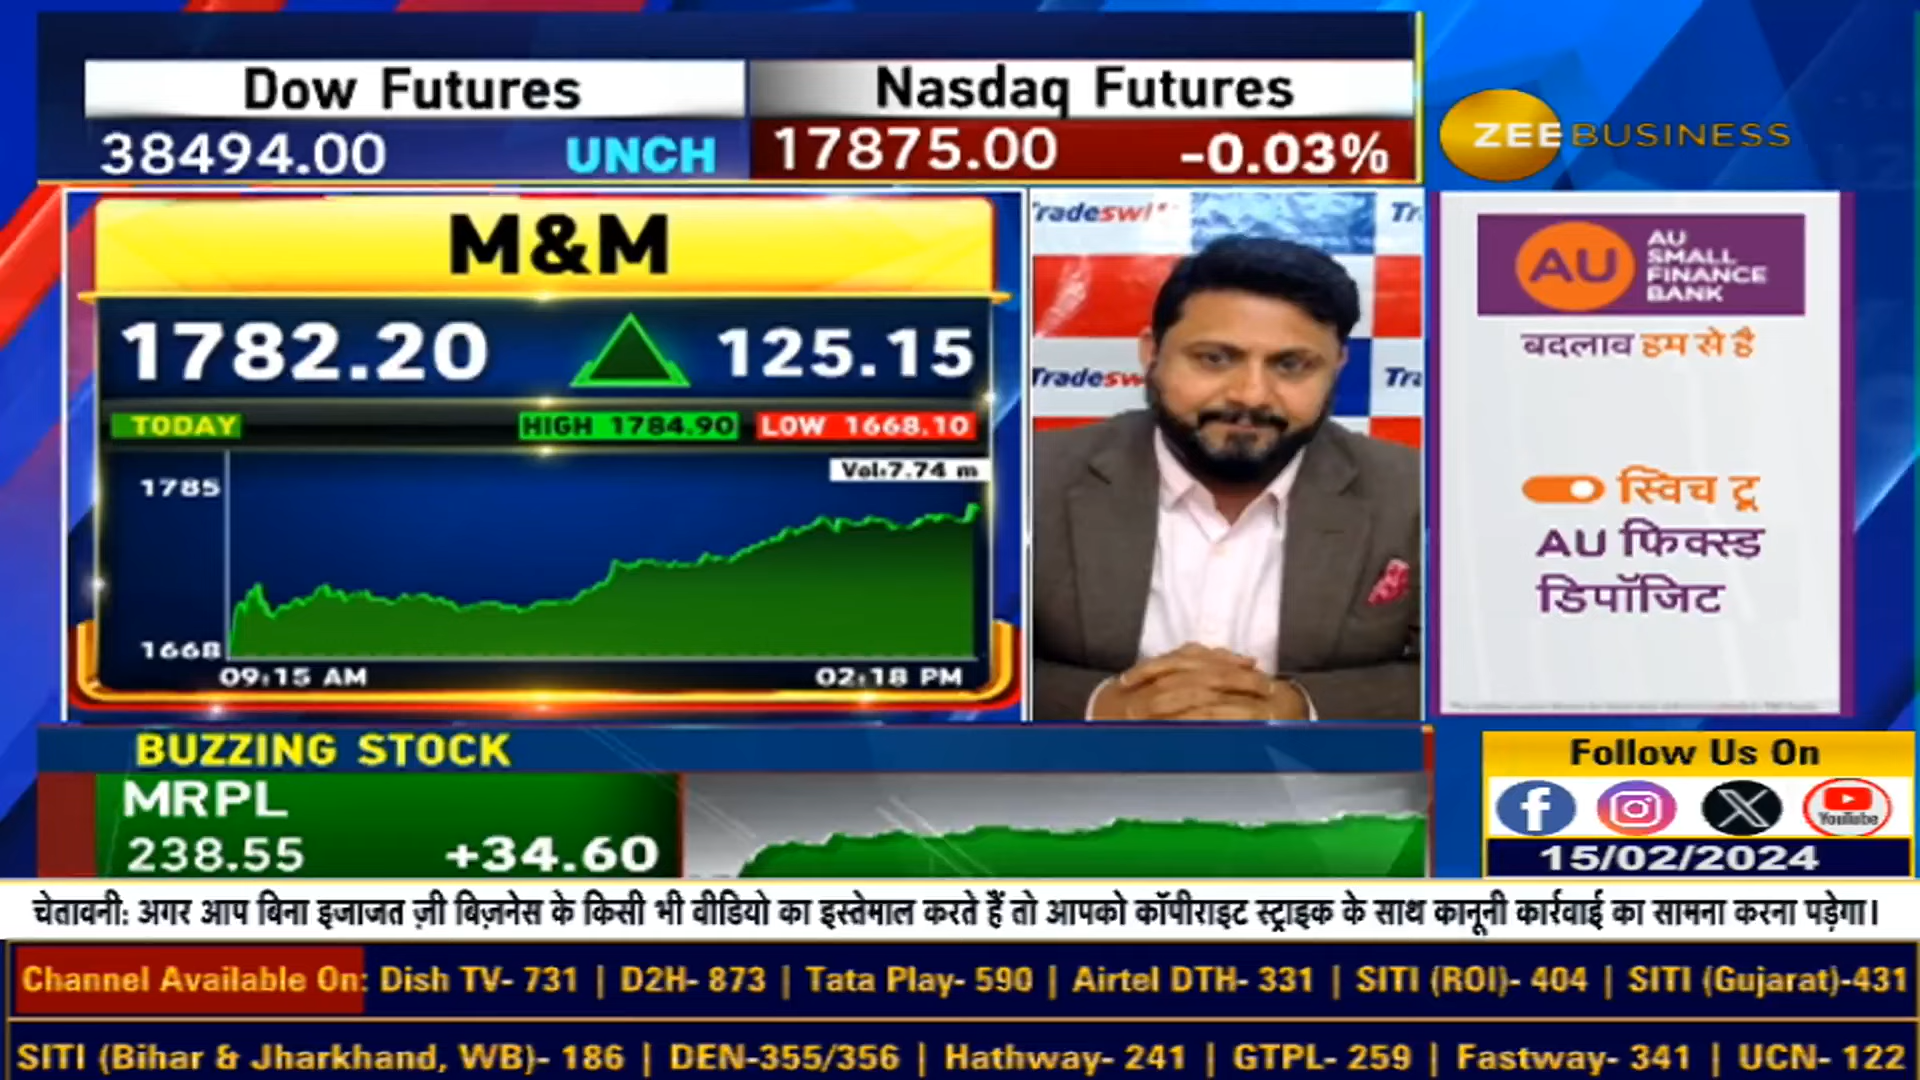 Dow Futures
38494.00 UNCH
Nasdaq Futures
17875.00 -0.03%
ZEE BUSINESS
M&M
1782.20 125.15
TODAY HIGH 1784.90 LOW 1668.10
Vol:7.74 m
1785
1668
09:15 AM 02:18 PM
Tradeswi
Tr
Tradesw
Tra
AU
AU
SMALL
FINANCE
BANK
बदलाव हम से है
स्विच टू
AU फिक्स्ड
डिपॉजिट
BUZZING STOCK
MRPL
238.55 +34.60
Follow Us On
YouTube
15/02/2024
चेतावनी: अगर आप बिना इजाजत ज़ी बिज़नेस के किसी भी वीडियो का इस्तेमाल करते हैं तो आपको कॉपीराइट स्ट्राइक के साथ कानूनी कार्रवाई का सामना करना पड़ेगा।
Channel Available On: Dish TV- 731 | D2H- 873 | Tata Play- 590 | Airtel DTH- 331 | SITI (ROI)- 404 | SITI (Gujarat)-431
SITI (Bihar & Jharkhand, WB)- 186 | DEN-355/356 | Hathway- 241 | GTPL- 259 | Fastway- 341 | UCN- 122